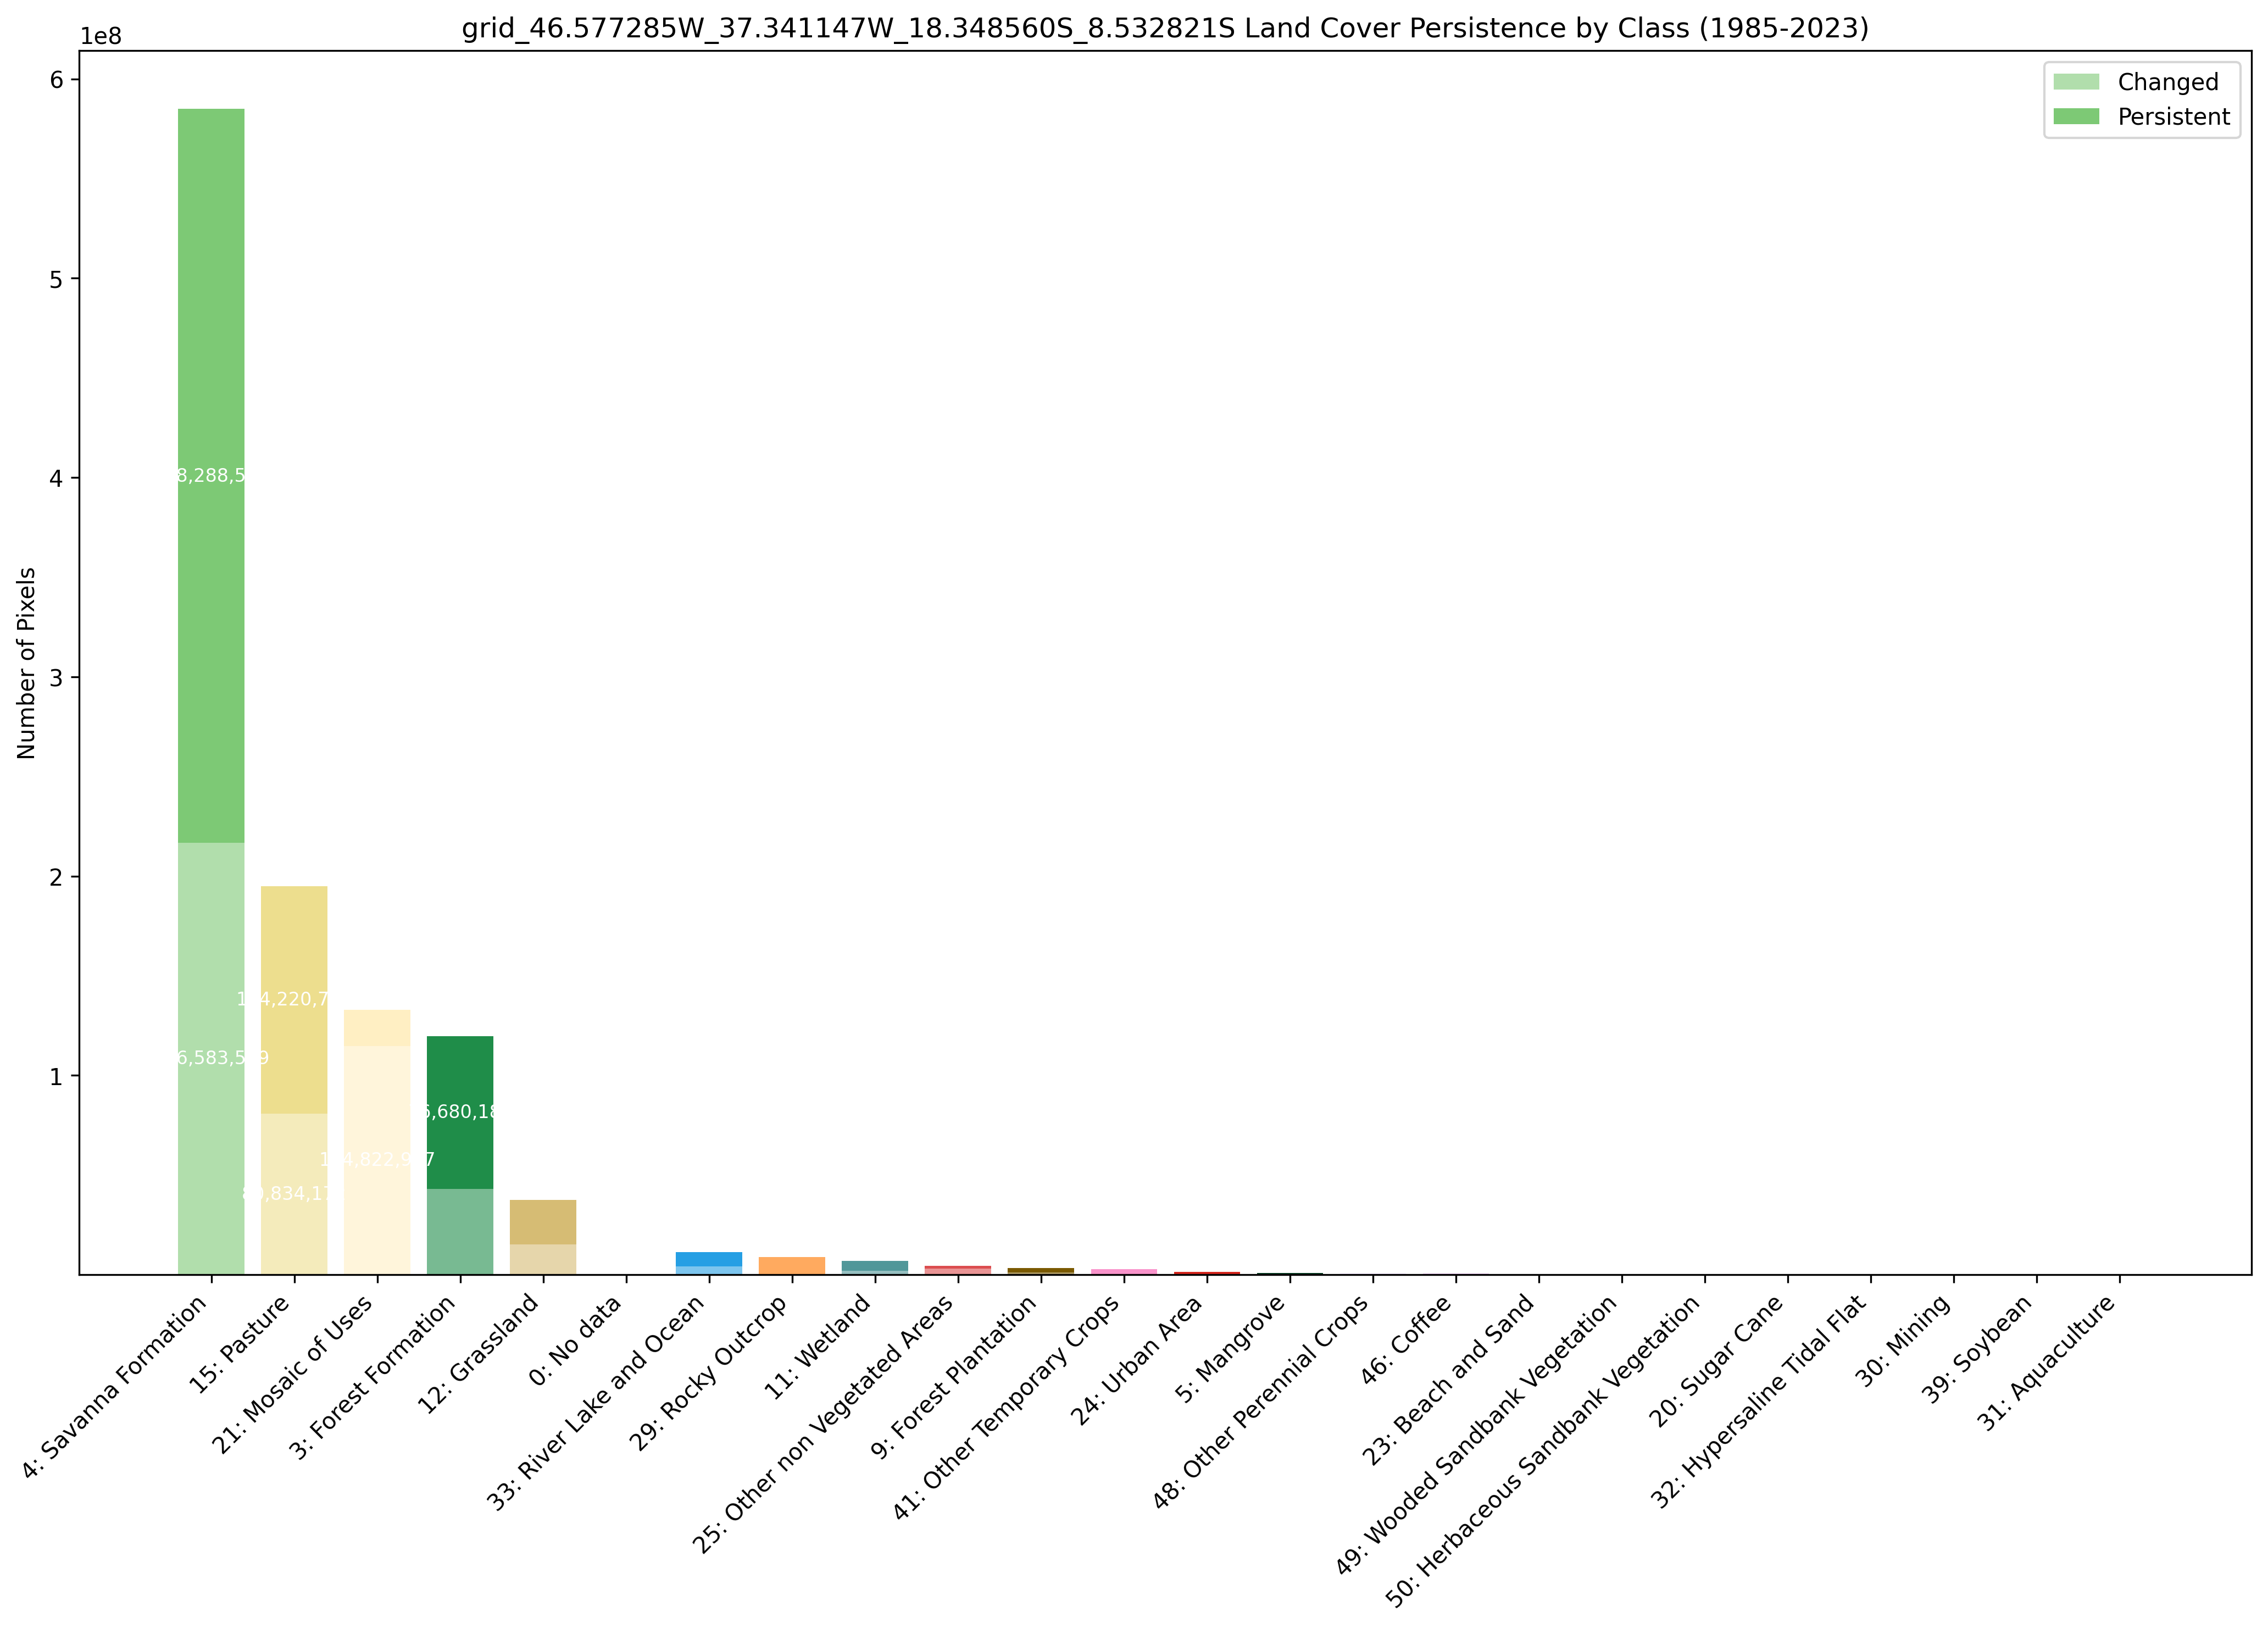 grid_46.577285W_37.341147W_18.348560S_8.532821S Land Cover Persistence by Class (1985-2023)
1e8
6
5
4
3
2
1
Number of Pixels
Changed
Persistent
4: Savanna Formation
15: Pasture
21: Mosaic of Uses
3: Forest Formation
12: Grassland
0: No data
33: River Lake and Ocean
29: Rocky Outcrop
11: Wetland
25: Other non Vegetated Areas
9: Forest Plantation
41: Other Temporary Crops
24: Urban Area
5: Mangrove
48: Other Perennial Crops
46: Coffee
23: Beach and Sand
49: Wooded Sandbank Vegetation
50: Herbaceous Sandbank Vegetation
20: Sugar Cane
32: Hypersaline Tidal Flat
30: Mining
39: Soybean
31: Aquaculture